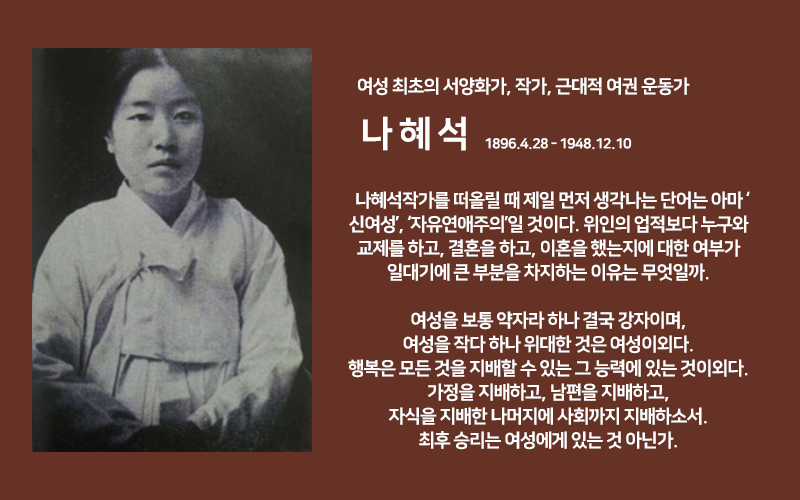 여성 최초의 서양화가, 작가, 근대적 여권 운동가
나혜석 1896.4.28 - 1948.12.10
나혜석작가를 떠올릴 때 제일 먼저 생각나는 단어는 아마 ‘
신여성’, ‘자유연애주의’일 것이다. 위인의 업적보다 누구와
교제를 하고, 결혼을 하고, 이혼을 했는지에 대한 여부가
일대기에 큰 부분을 차지하는 이유는 무엇일까.
여성을 보통 약자라 하나 결국 강자이며,
여성을 작다 하나 위대한 것은 여성이외다.
행복은 모든 것을 지배할 수 있는 그 능력에 있는 것이외다.
가정을 지배하고, 남편을 지배하고,
자식을 지배한 나머지에 사회까지 지배하소서.
최후 승리는 여성에게 있는 것 아닌가.